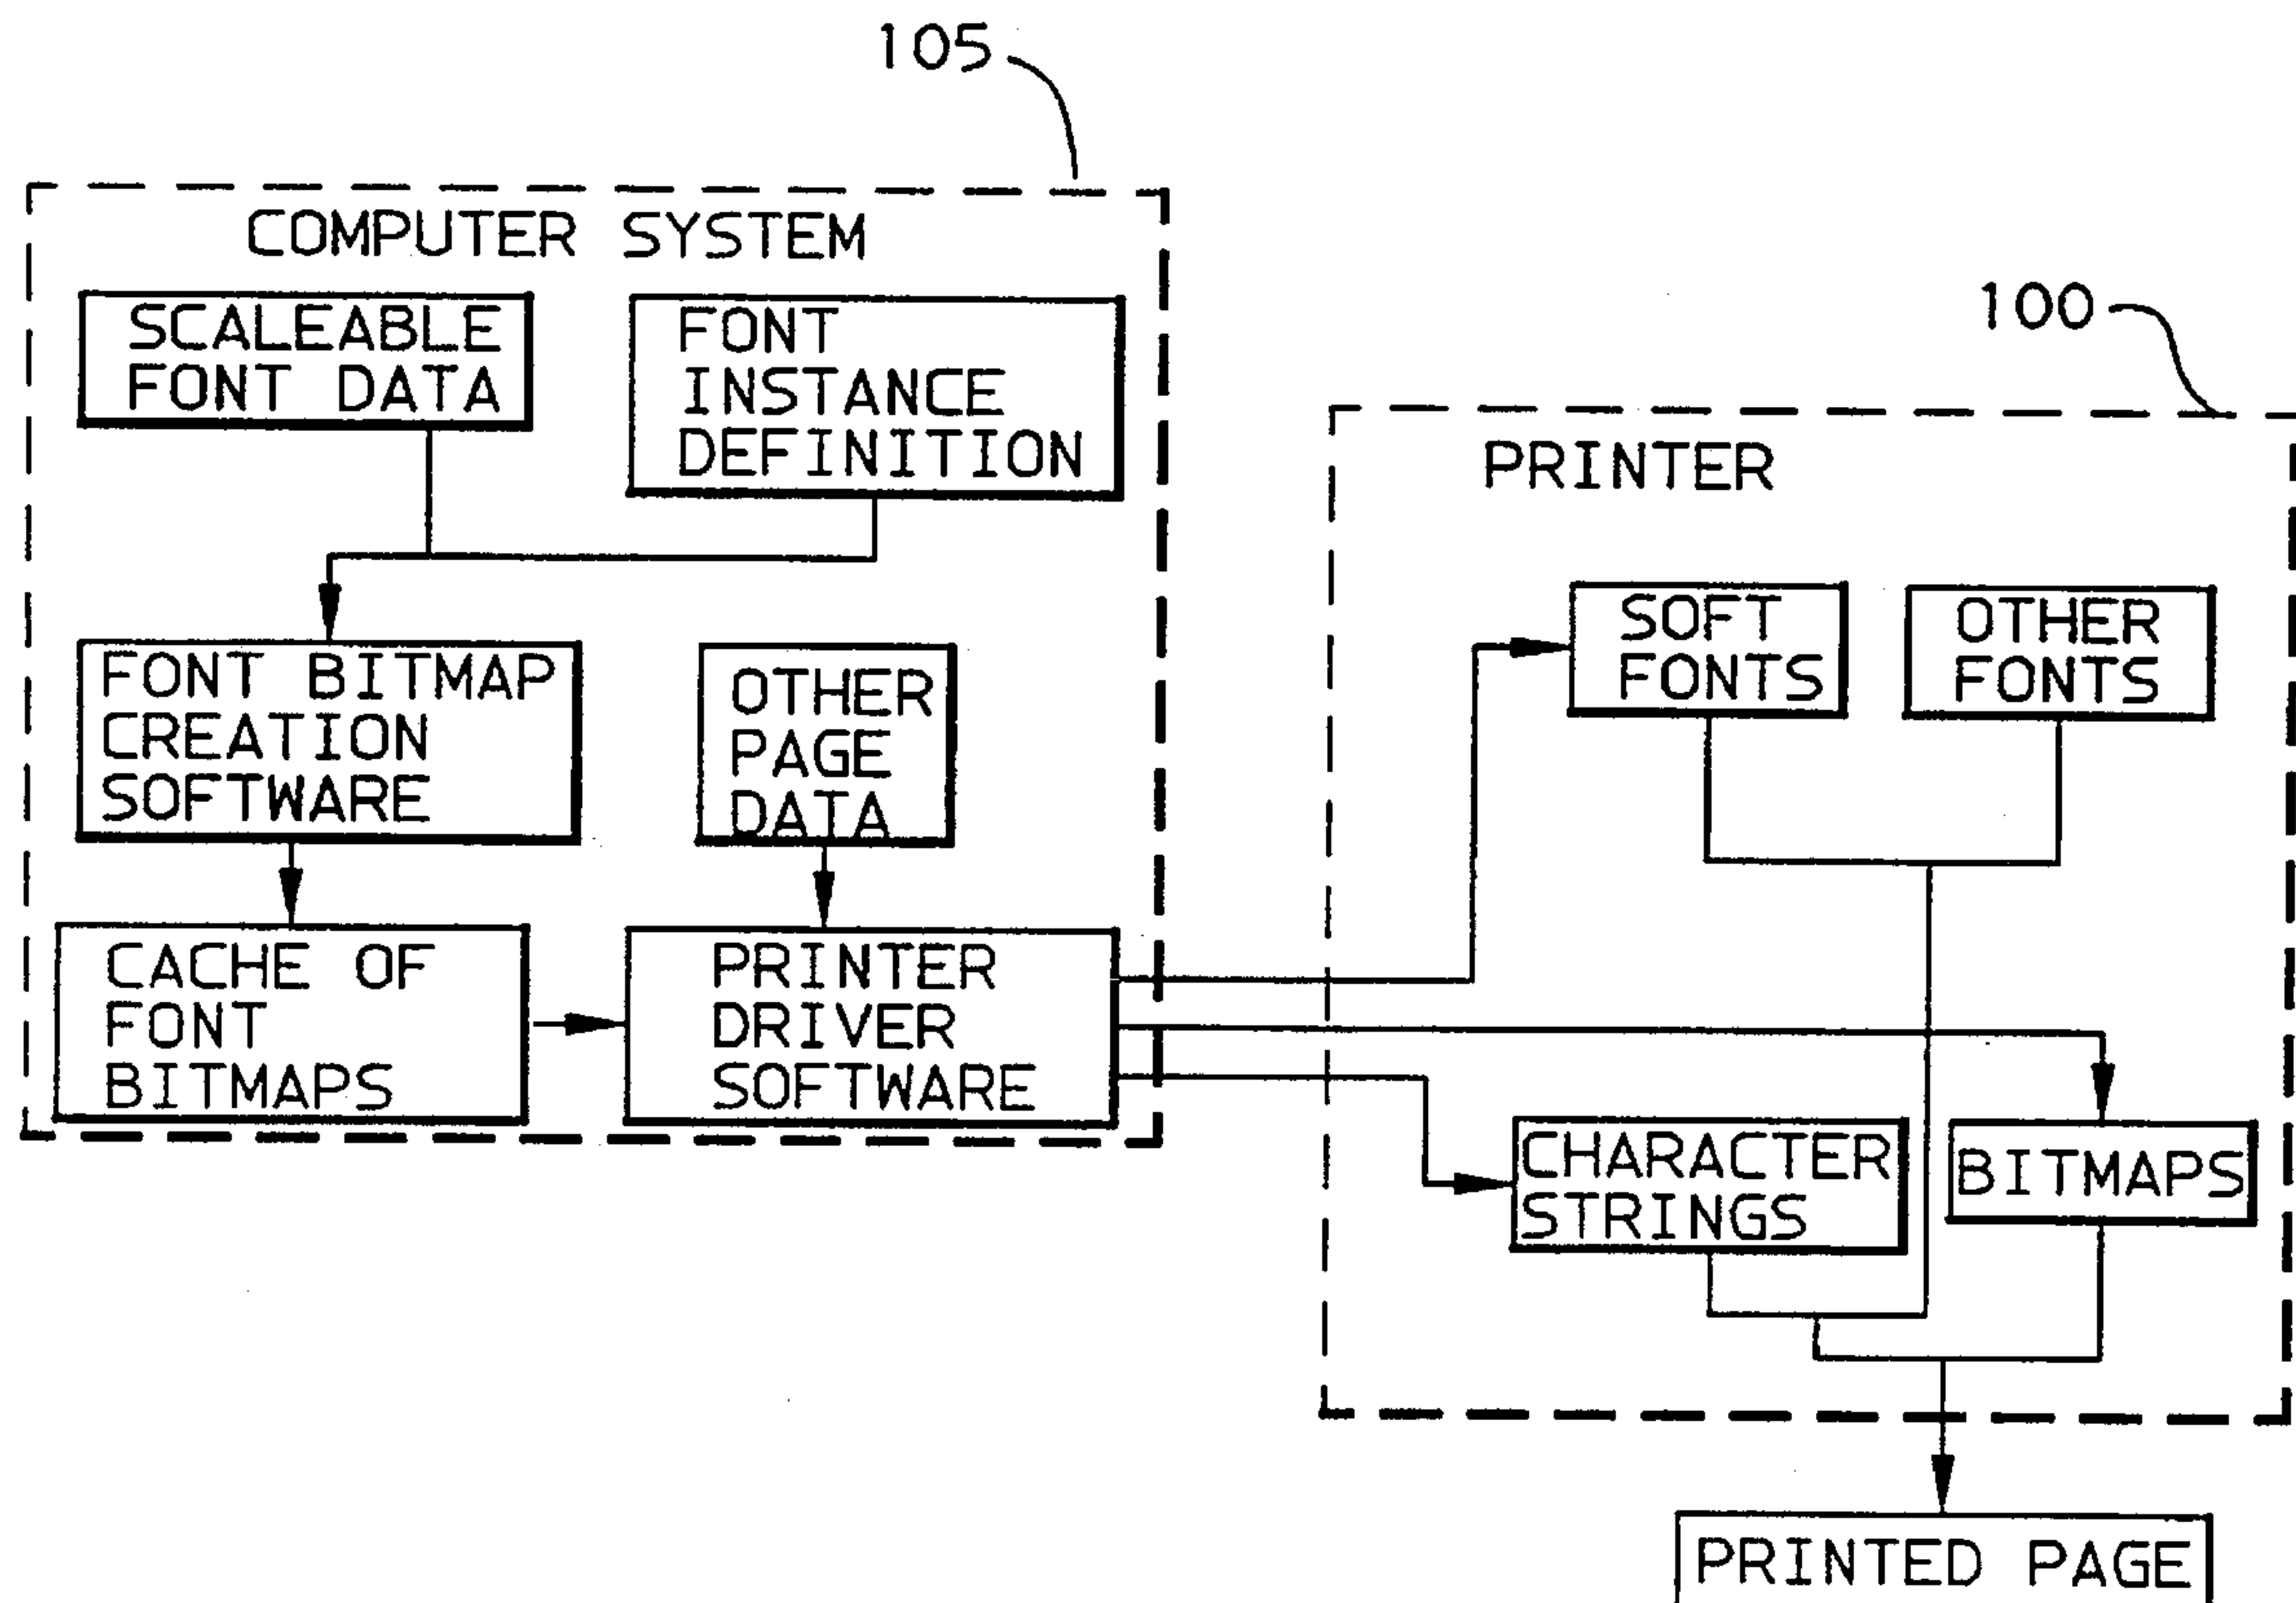 105
COMPUTER SYSTEM
SCALEABLE
FONT DATA
FONT
INSTANCE
DEFINITION
100
PRINTER
FONT BITMAP
CREATION
SOFTWARE
OTHER
PAGE
DATA
SOFT
FONTS
OTHER
FONTS
CACHE OF
FONT
BITMAPS
PRINTER
DRIVER
SOFTWARE
CHARACTER
STRINGS
BITMAPS
PRINTED PAGE